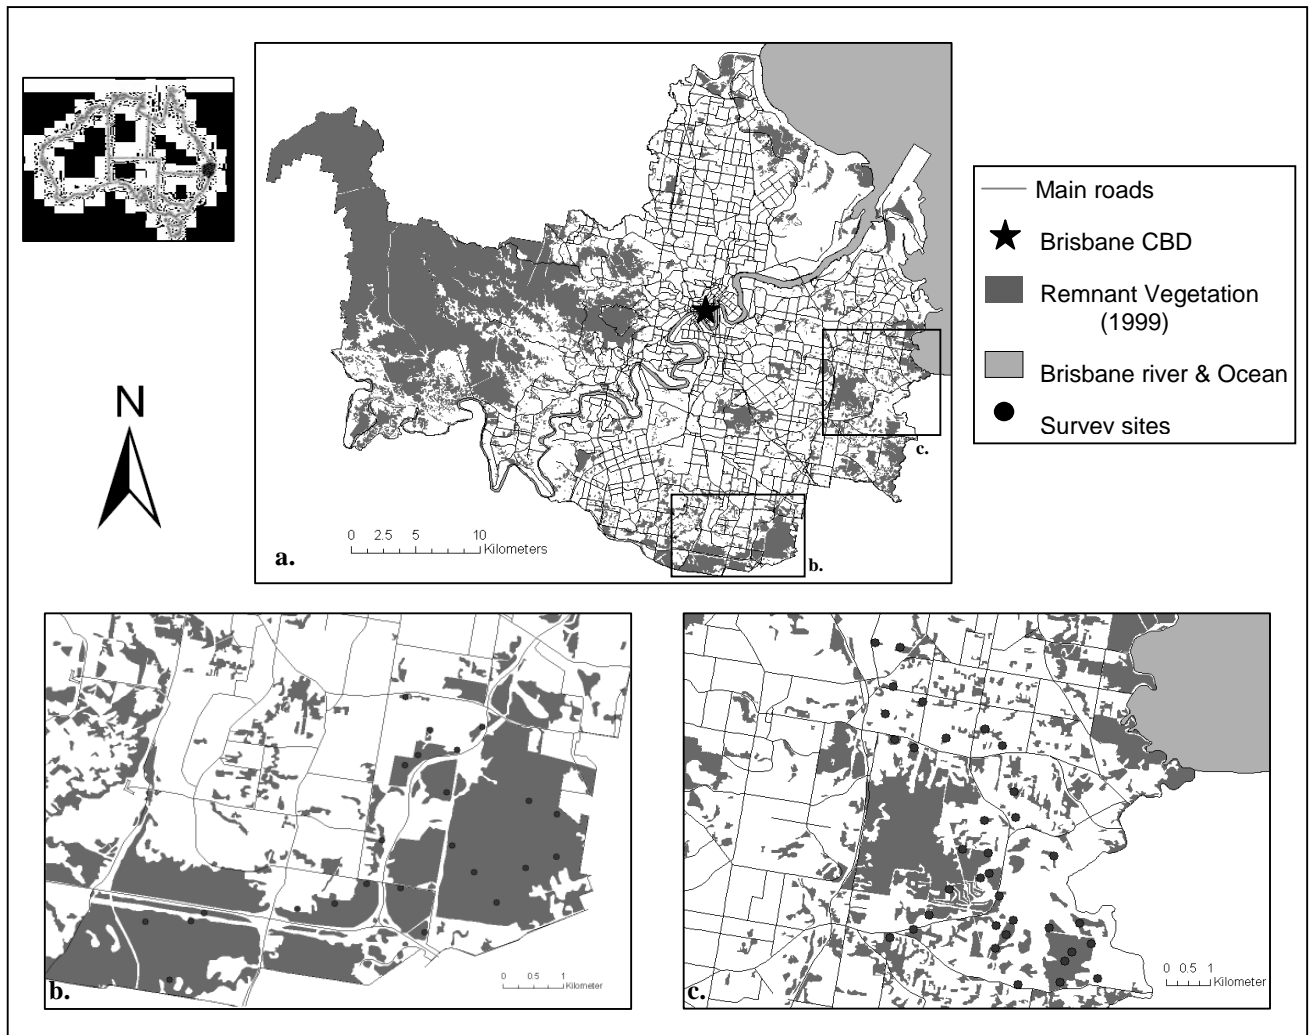 Main roads
Brisbane CBD
Remnant Vegetation
(1999)
Brisbane river & Ocean
Survey sites
N
0 2.5 5 10
Kilometers
a.
b.
c.
0 0.5 1
Kilometer
b.
0 0.5 1
Kilometer
c.